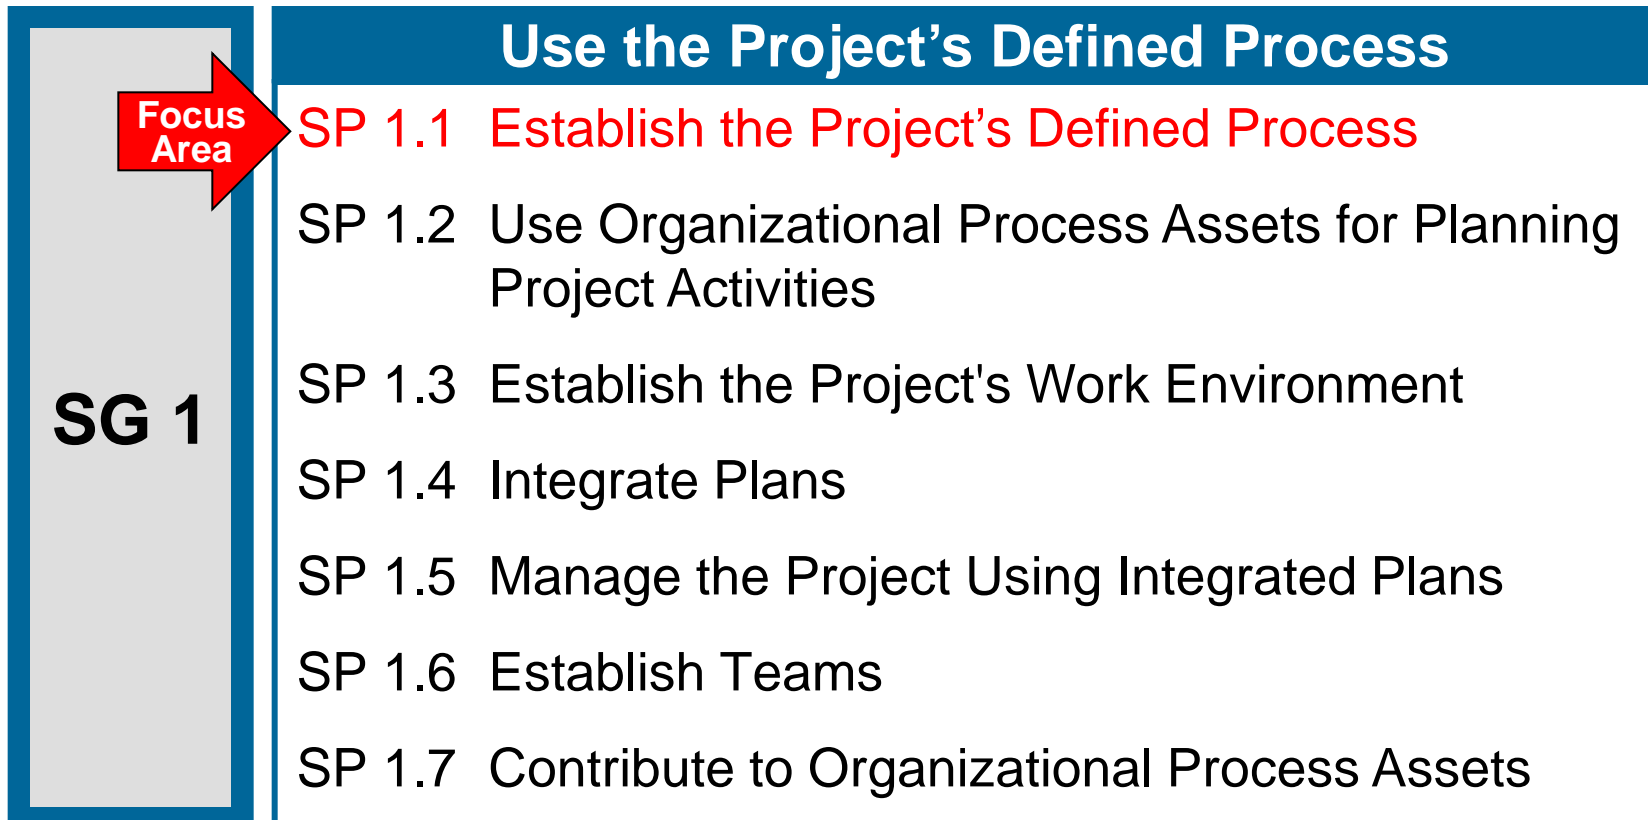 Use the Project’s Defined Process
Focus
Area
SP 1.1 Establish the Project’s Defined Process
SP 1.2 Use Organizational Process Assets for Planning
Project Activities
SP 1.3 Establish the Project's Work Environment
SG 1
SP 1.4 Integrate Plans
SP 1.5 Manage the Project Using Integrated Plans
SP 1.6 Establish Teams
SP 1.7 Contribute to Organizational Process Assets